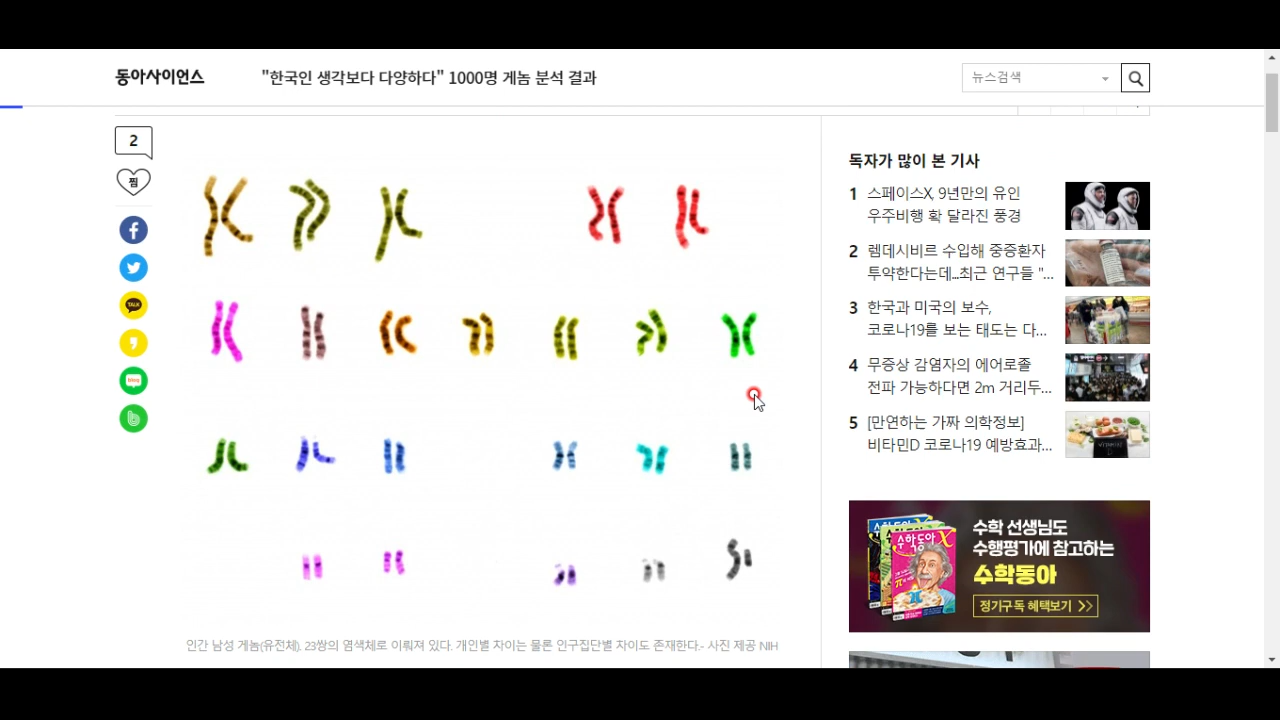 동아사이언스
"한국인 생각보다 다양하다" 1000명 게놈 분석 결과
뉴스검색
2
찜
TALK
blog
인간 남성 게놈(유전체). 23쌍의 염색체로 이뤄져 있다. 개인별 차이는 물론 인구집단별 차이도 존재한다.- 사진 제공 NIH
독자가 많이 본 기사
1 스페이스X, 9년만의 유인
우주비행 확 달라진 풍경
2 렘데시비르 수입해 중증환자
투약한다는데...최근 연구들 "...
3 한국과 미국의 보수,
코로나19를 보는 태도는 다...
4 무증상 감염자의 에어로졸
전파 가능하다면 2m 거리두...
5 [만연하는 가짜 의학정보]
비타민D 코로나19 예방효과...
수학동아
수학 선생님도
수행평가에 참고하는
수학동아
정기구독 혜택보기